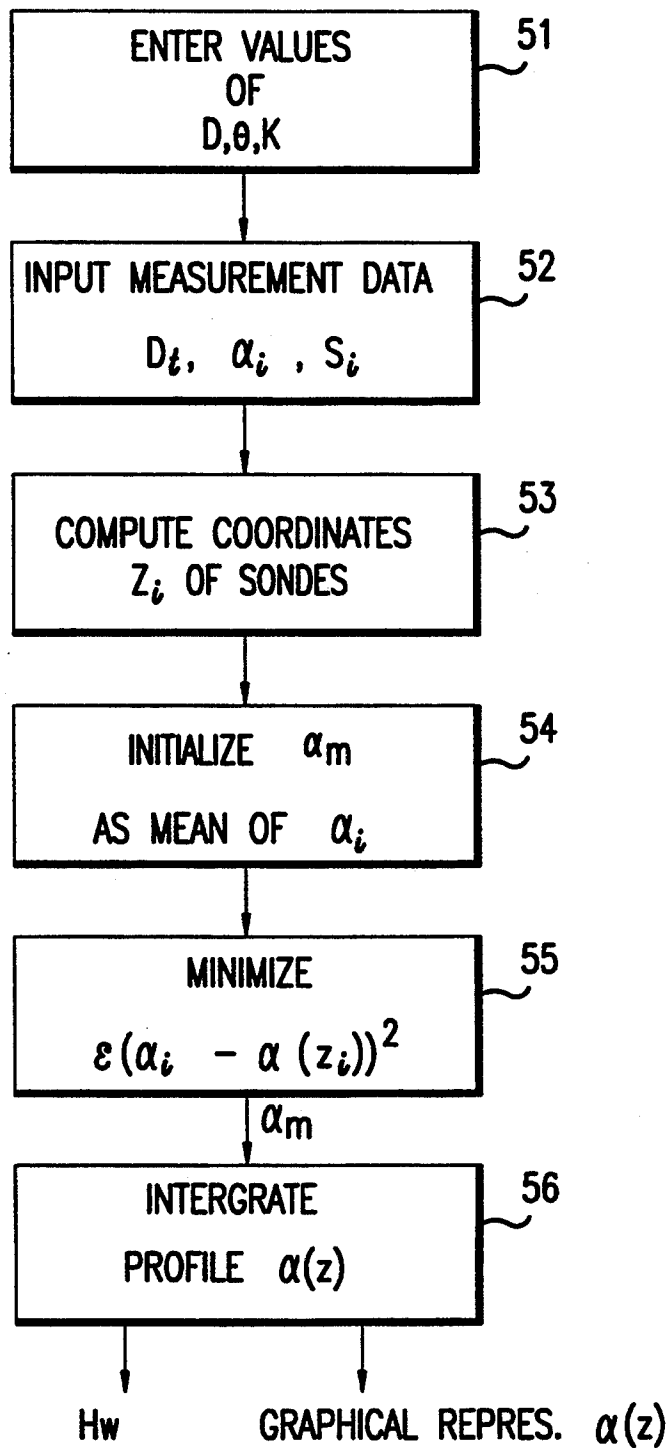 ENTER VALUES
OF
D,θ,K
51
INPUT MEASUREMENT DATA
Dt, αi , Si
52
COMPUTE COORDINATES
Zi OF SONDES
53
INITIALIZE αm
AS MEAN OF αi
54
MINIMIZE
ε(αi - α(zi))²
55
αm
INTERGRATE
PROFILE α(z)
56
Hw
GRAPHICAL REPRES. α(z)